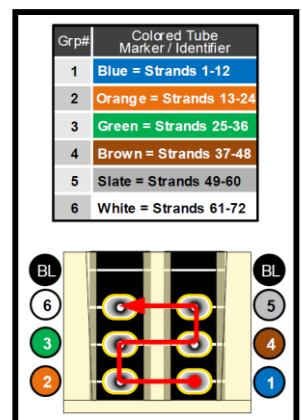 Grp# Colored Tube
Marker / Identifier
1 Blue = Strands 1-12
2 Orange = Strands 13-24
3 Green = Strands 25-36
4 Brown = Strands 37-48
5 Slate = Strands 49-60
6 White = Strands 61-72
BL BL
6 5
3 4
2 1